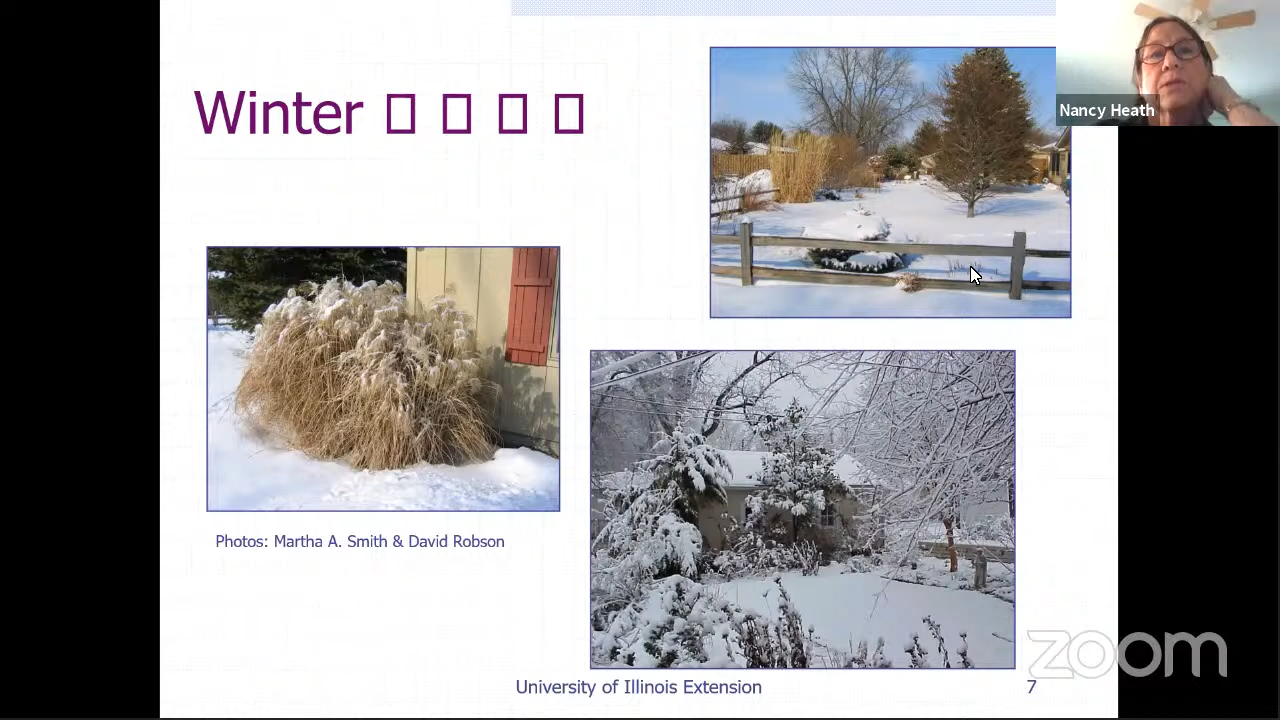 Winter
Nancy Heath
Photos: Martha A. Smith & David Robson
University of Illinois Extension
7
zoom